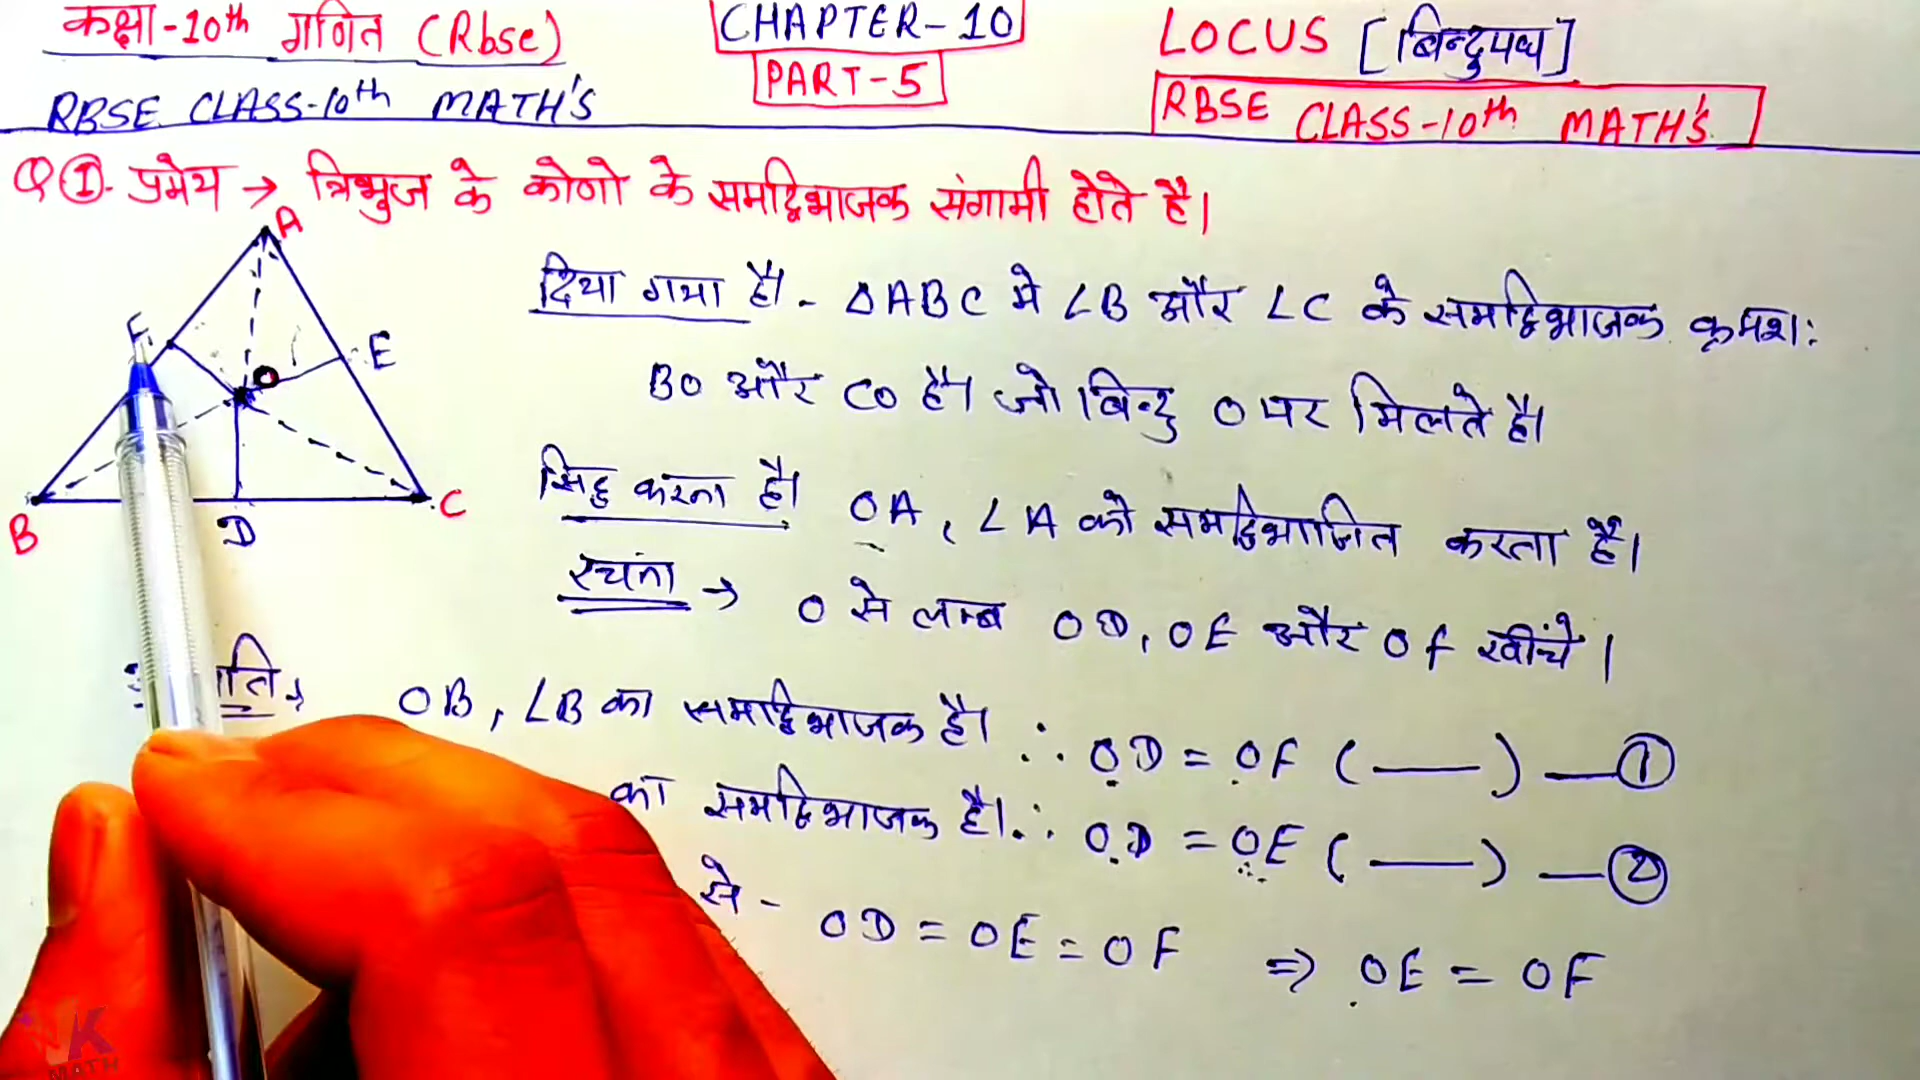 कक्षा-10th गणित (Rbse)
RBSE CLASS-10th MATH'S
CHAPTER-10
PART-5
LOCUS [बिन्दुपथ]
RBSE CLASS-10th MATH'S
Q①. प्रमेय → त्रिभुज के कोणो के समद्विभाजक संगामी होते है।
A
F
E
O
B
D
C
दिया गया है। - ΔABC मे ∠B और ∠C के समद्विभाजक क्रमश:
BO और CO है। जो बिन्दु O पर मिलते है।
सिद्ध करना है। OA, ∠A को समद्विभाजित करता है।
रचंना → O से लम्ब OD, OE और OF खींचे।
OB, ∠B का समद्विभाजक है। ∴ OD = OF ( — ) — ①
का समद्विभाजक है। ∴ OD = OE ( — ) — ②
से - OD = OE = OF ⇒ OE = OF
K
MATH